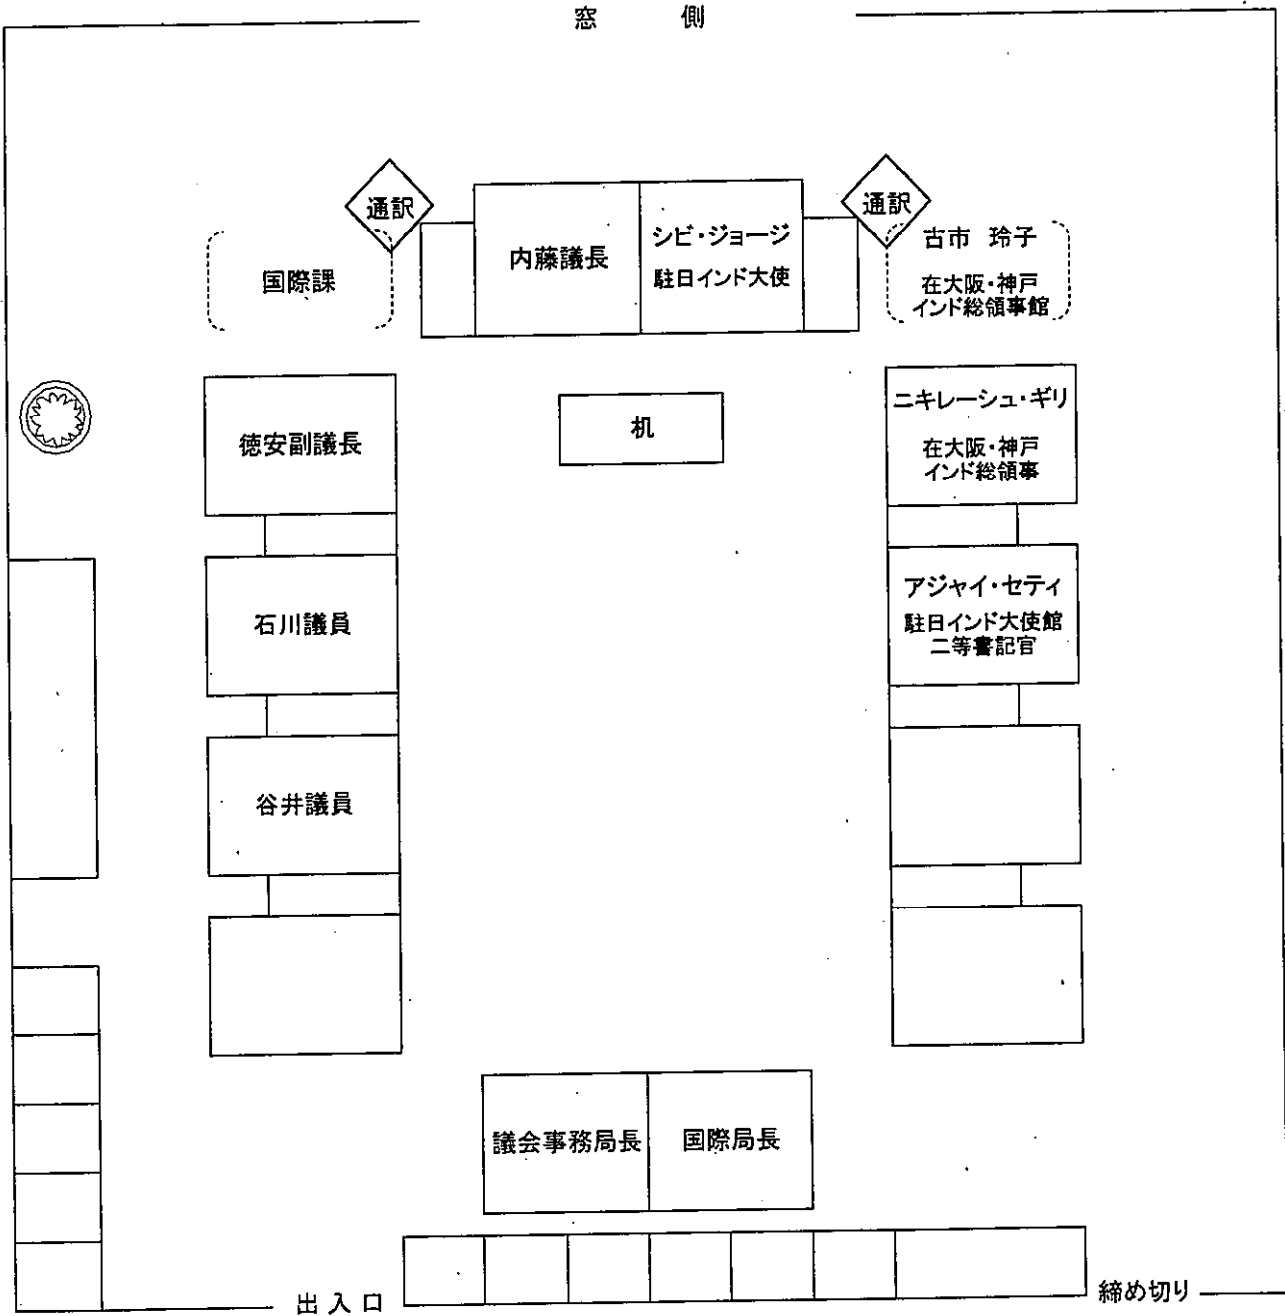 窓 側
通訳
通訳
内藤議長
シビ・ジョージ
駐日インド大使
国際課
古市 玲子
在大阪・神戸
インド総領事館
徳安副議長
机
ニキレーシュ・ギリ
在大阪・神戸
インド総領事
石川議員
アジャイ・セティ
駐日インド大使館
二等書記官
谷井議員
議会事務局長
国際局長
出入口
締め切り